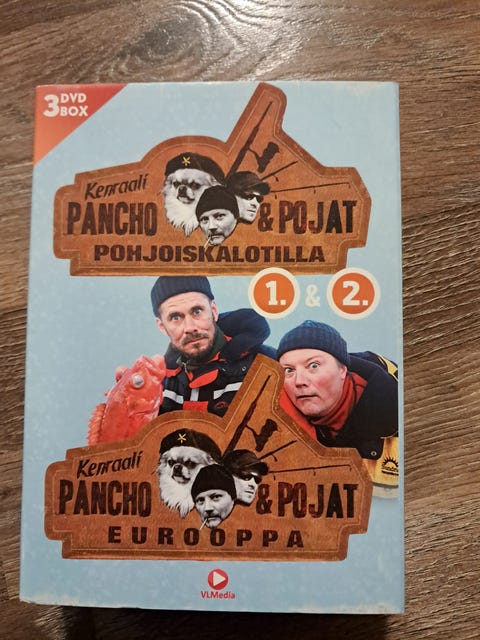 3 DVD BOX
Kenraali
PANCHO & POJAT
POHJOISKALOTILLA
1. & 2.
Kenraali
PANCHO & POJAT
EUROOPPA
VLMedia